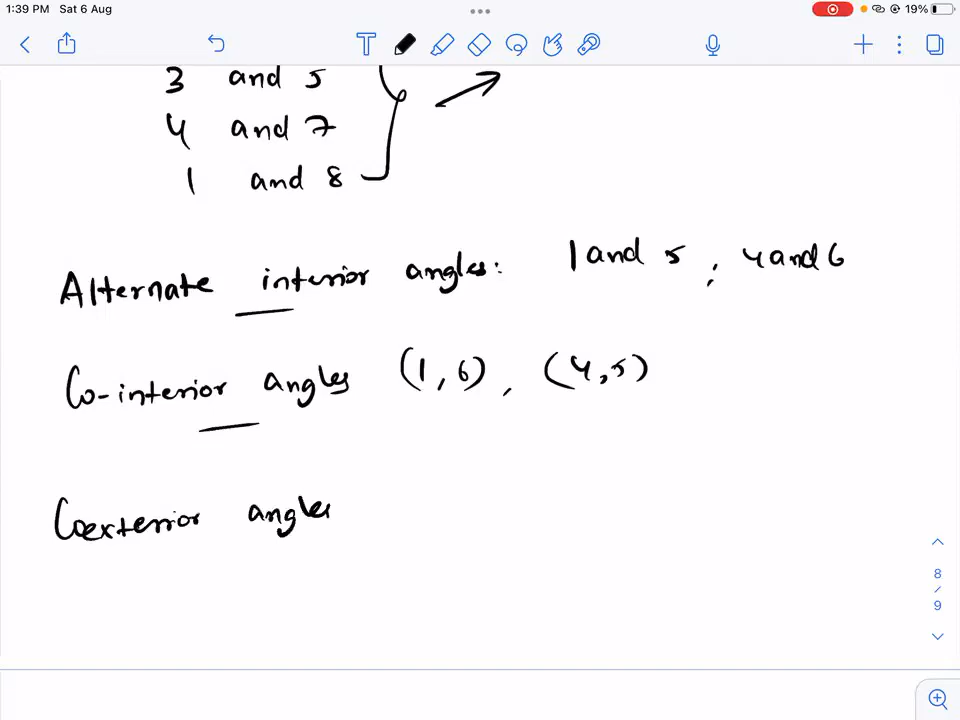 1:39 PM Sat 6 Aug 19%
T
3 and 5
4 and 7
1 and 8
Alternate interior angles: 1 and 5, 4 and 6
Co-interior angles (1,6), (4,5)
Coexterior angles
8
/
9